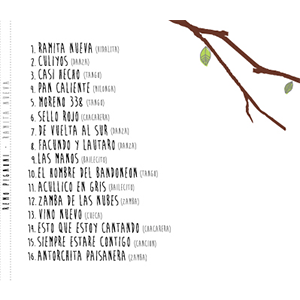 1. RAMITA NUEVA (VIDALITA)
2. CULIYOS (DANZA)
3. CASI HECHO (TANGO)
4. PAN CALIENTE (MILONGA)
5. MORENO 338 (TANGO)
6. SELLO ROJO (CHACARERA)
7. DE VUELTA AL SUR (DANZA)
8. FACUNDO Y LAUTARO (DANZA)
9. LAS MANOS (BAILECITO)
10. EL HOMBRE DEL BANDONEON (TANGO)
11. ACULLICO EN GRIS (BAILECITO)
12. ZAMBA DE LAS NUBES (ZAMBA)
13. VINO NUEVO (CUECA)
14. ESTO QUE ESTOY CANTANDO (CHACARERA)
15. SIEMPRE ESTARE CONTIGO (CANCION)
16. ANTORCHITA PAISANERA (ZAMBA)
REMO PIGNONI - RAMITA NUEVA